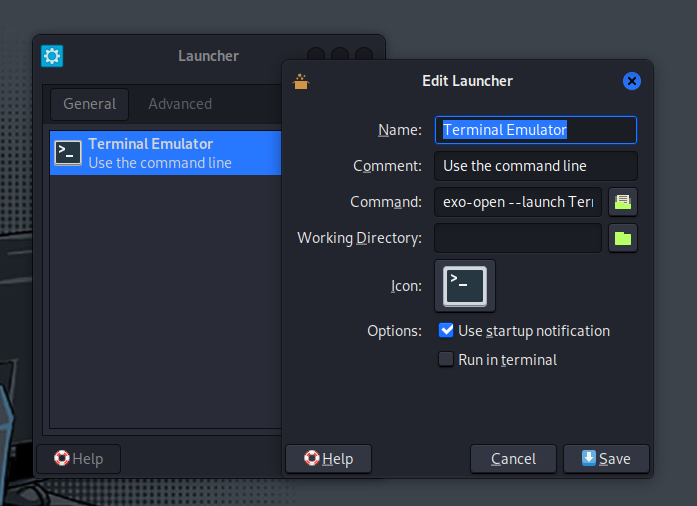 Launcher
General
Advanced
>_
Terminal Emulator
Use the command line
Help
Edit Launcher
Name:
Terminal Emulator
Comment:
Use the command line
Command:
exo-open --launch Ter
Working Directory:
Icon:
>_
Options:
Use startup notification
Run in terminal
Help
Cancel
Save